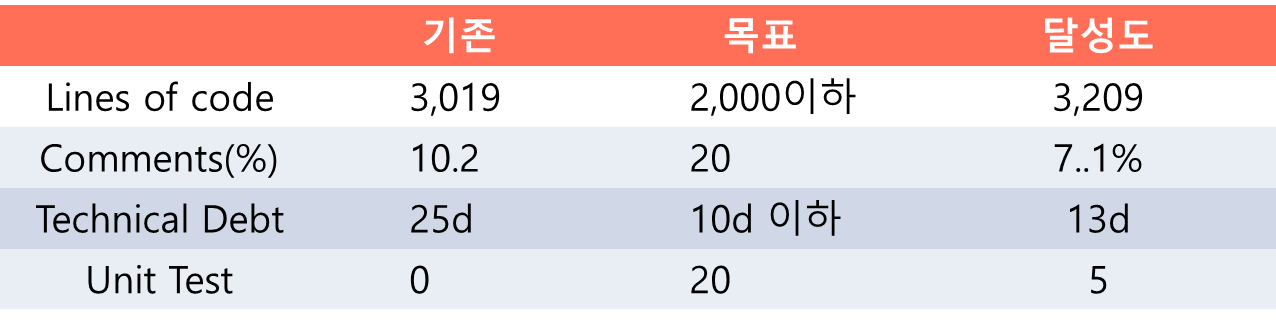 기존 목표 달성도
Lines of code 3,019 2,000이하 3,209
Comments(%) 10.2 20 7..1%
Technical Debt 25d 10d 이하 13d
Unit Test 0 20 5